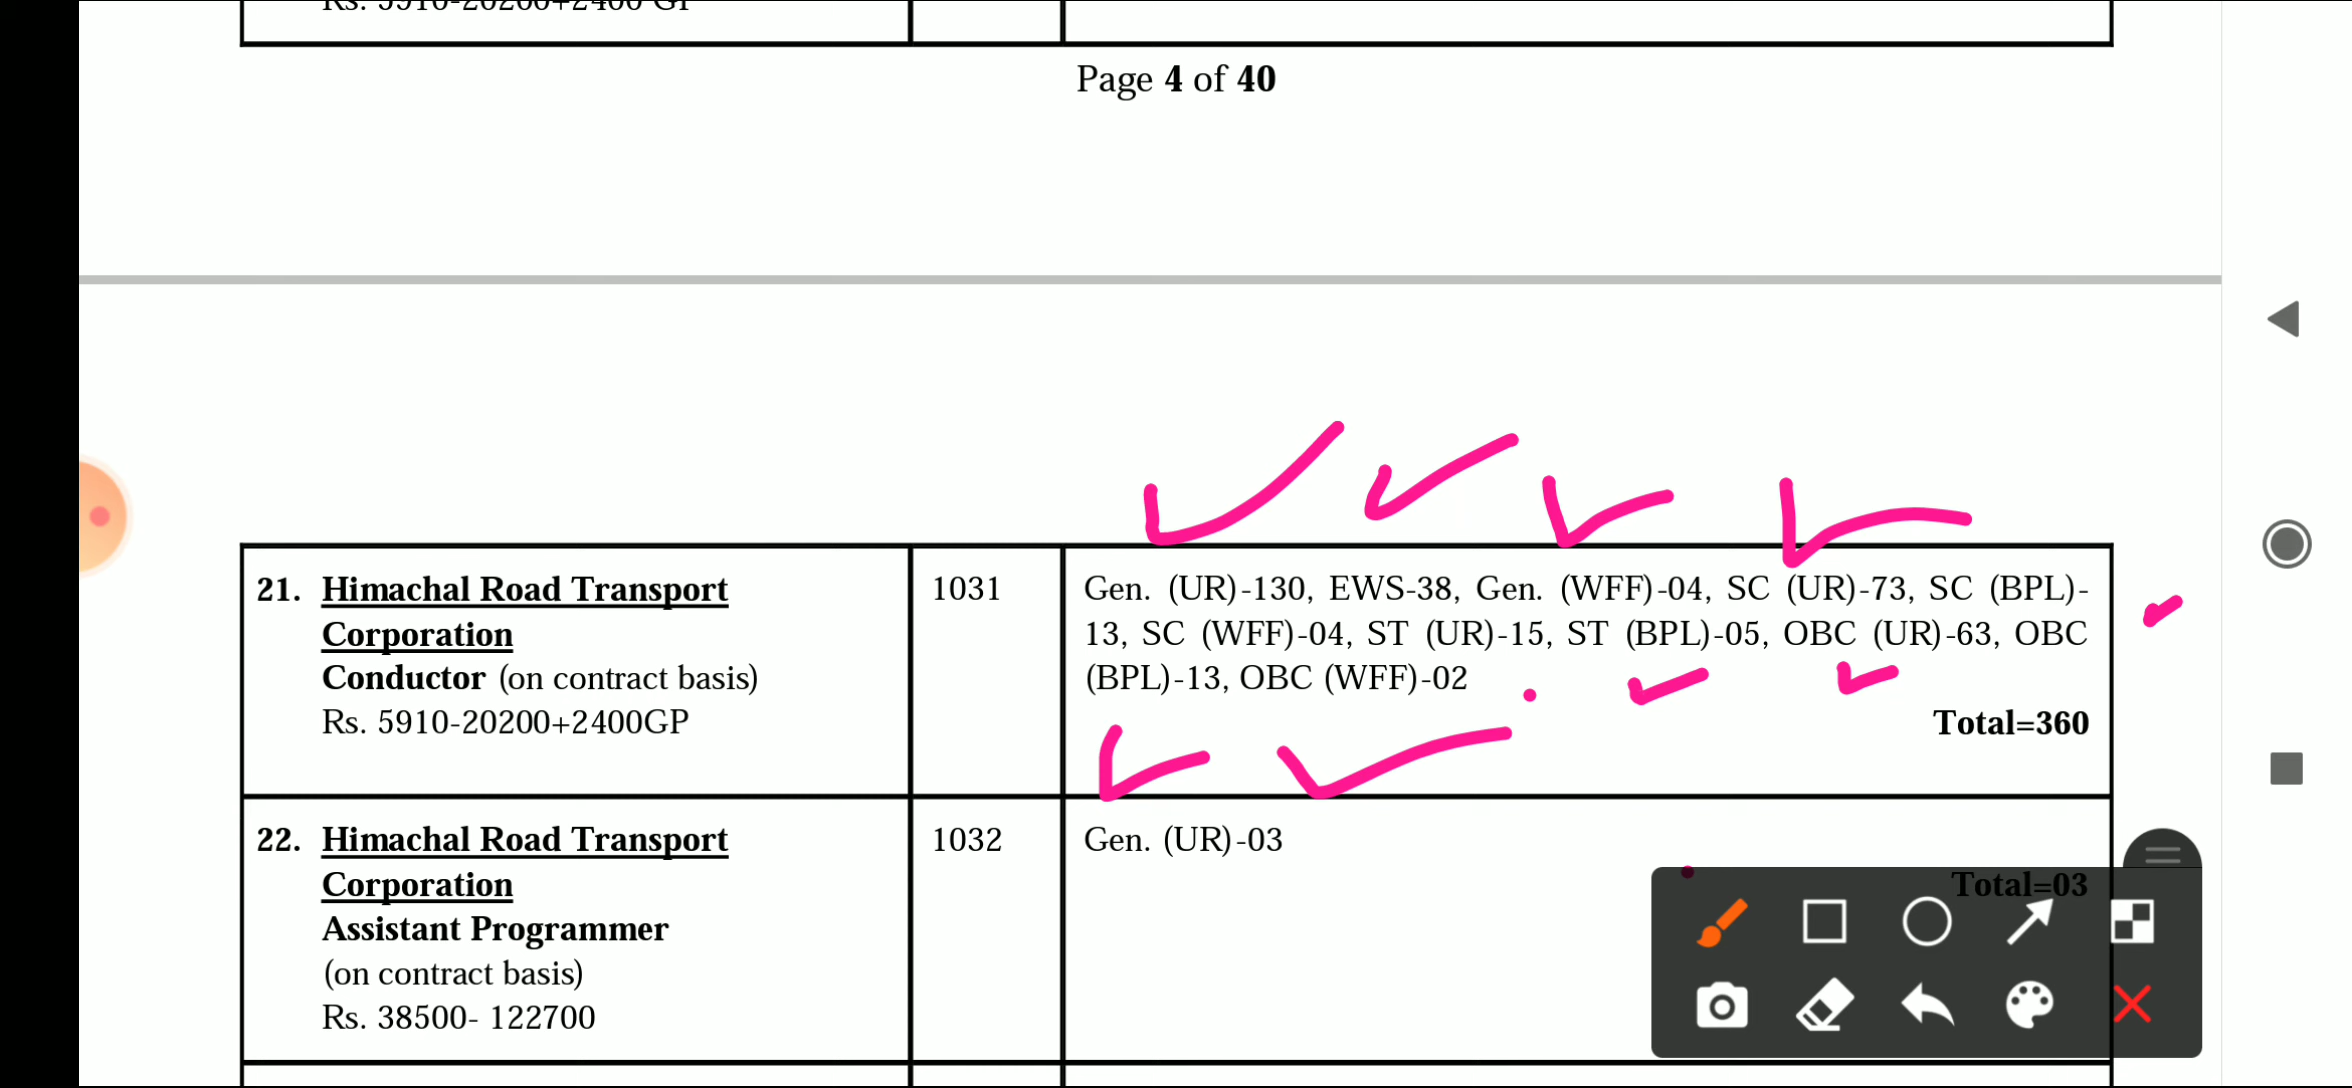 Rs. 5910-20200+2400 GP
Page 4 of 40
21. Himachal Road Transport
Corporation
Conductor (on contract basis)
Rs. 5910-20200+2400GP
1031
Gen. (UR)-130, EWS-38, Gen. (WFF)-04, SC (UR)-73, SC (BPL)-
13, SC (WFF)-04, ST (UR)-15, ST (BPL)-05, OBC (UR)-63, OBC
(BPL)-13, OBC (WFF)-02
Total=360
22. Himachal Road Transport
Corporation
Assistant Programmer
(on contract basis)
Rs. 38500- 122700
1032
Gen. (UR)-03
Total=03